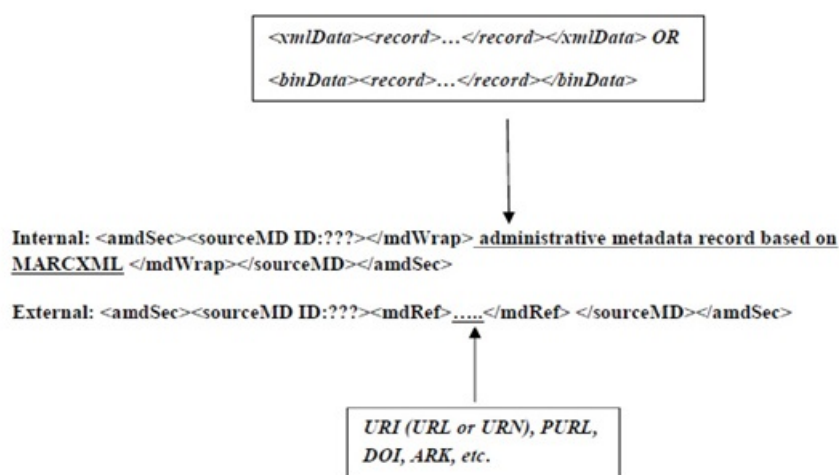 <xmlData><record>…</record></xmlData> OR
<binData><record>…</record></binData>
Internal: <amdSec><sourceMD ID:???></mdWrap> administrative metadata record based on
MARCXML </mdWrap></sourceMD></amdSec>
External: <amdSec><sourceMD ID:???><mdRef>…..</mdRef> </sourceMD></amdSec>
URI (URL or URN), PURL,
DOI, ARK, etc.